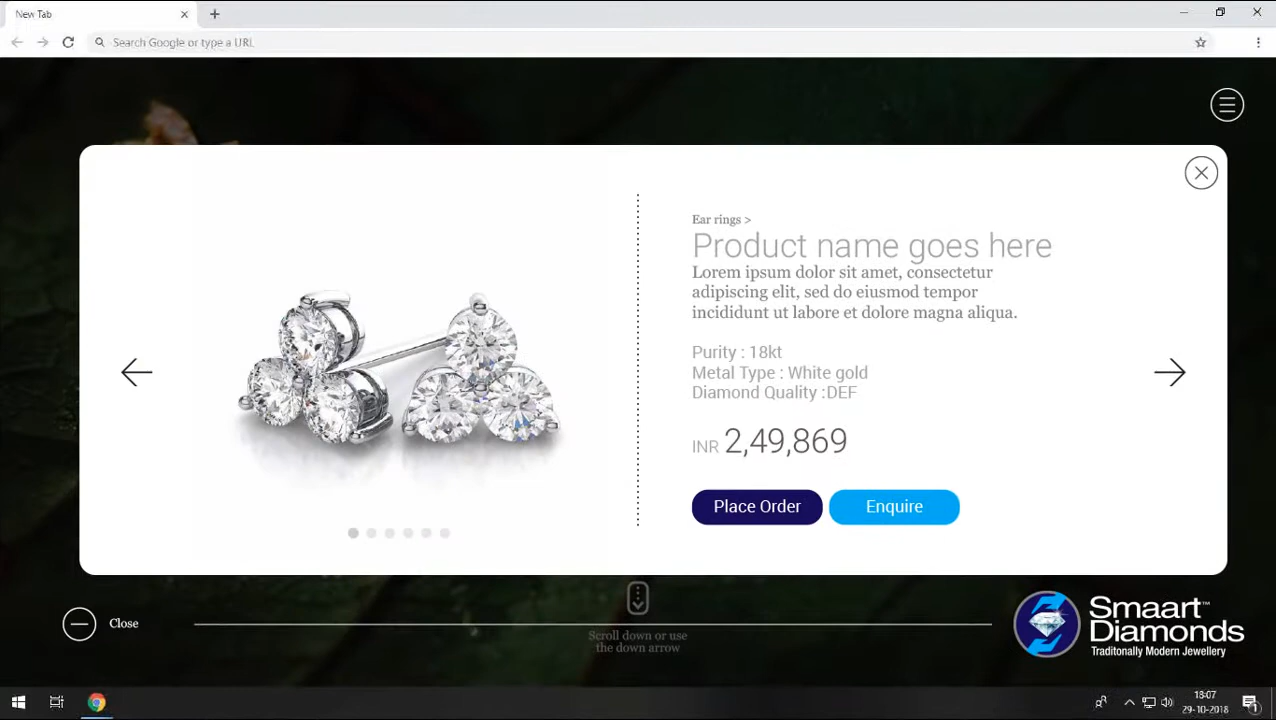 New Tab
Search Google or type a URL
Ear rings >
Product name goes here
Lorem ipsum dolor sit amet, consectetur
adipiscing elit, sed do eiusmod tempor
incididunt ut labore et dolore magna aliqua.
Purity : 18kt
Metal Type : White gold
Diamond Quality :DEF
INR 2,49,869
Place Order
Enquire
Close
Scroll down or use
the down arrow
Smaart™
Diamonds
Traditonally Modern Jewellery
18:07
29-10-2018
1